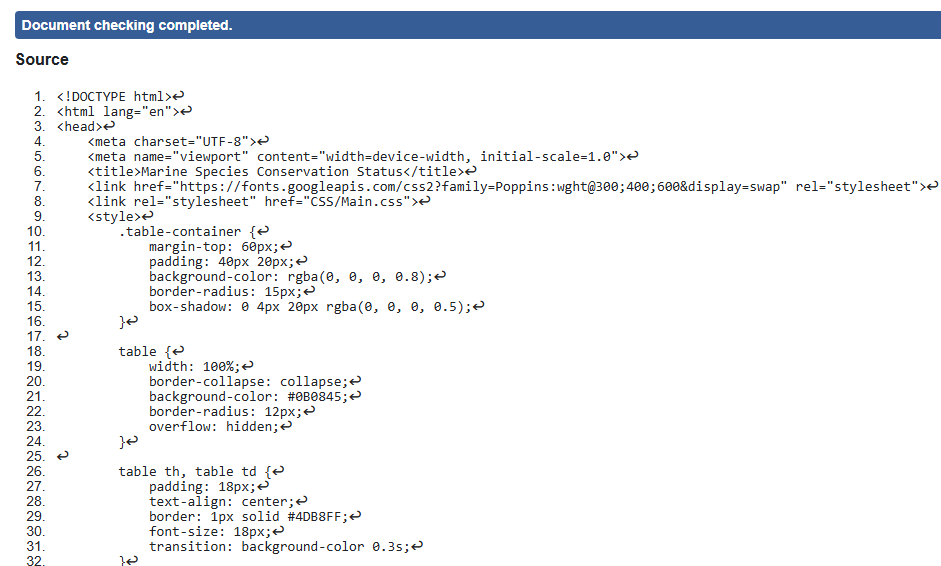 Document checking completed.
Source
1. <!DOCTYPE html>↩
2. <html lang="en">↩
3. <head>↩
4.     <meta charset="UTF-8">↩
5.     <meta name="viewport" content="width=device-width, initial-scale=1.0">↩
6.     <title>Marine Species Conservation Status</title>↩
7.     <link href="https://fonts.googleapis.com/css2?family=Poppins:wght@300;400;600&display=swap" rel="stylesheet">↩
8.     <link rel="stylesheet" href="CSS/Main.css">↩
9.     <style>↩
10.         .table-container {↩
11.             margin-top: 60px;↩
12.             padding: 40px 20px;↩
13.             background-color: rgba(0, 0, 0, 0.8);↩
14.             border-radius: 15px;↩
15.             box-shadow: 0 4px 20px rgba(0, 0, 0, 0.5);↩
16.         }↩
17. ↩
18.         table {↩
19.             width: 100%;↩
20.             border-collapse: collapse;↩
21.             background-color: #0B0845;↩
22.             border-radius: 12px;↩
23.             overflow: hidden;↩
24.         }↩
25. ↩
26.         table th, table td {↩
27.             padding: 18px;↩
28.             text-align: center;↩
29.             border: 1px solid #4DB8FF;↩
30.             font-size: 18px;↩
31.             transition: background-color 0.3s;↩
32.         }↩